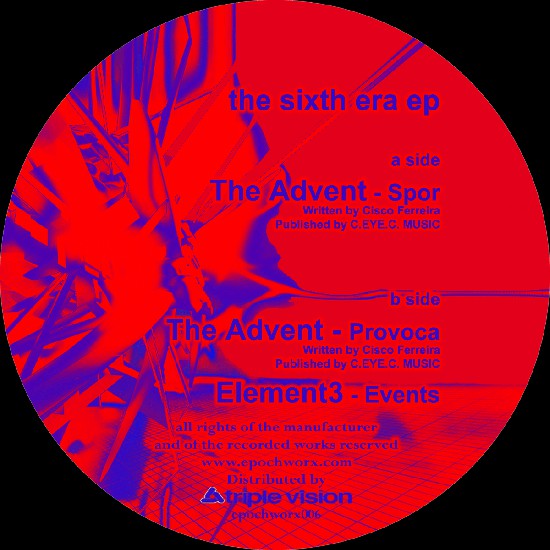 the sixth era ep
a side
The Advent - Spor
Written by Cisco Ferreira
Published by C.EYE.C. MUSIC
b side
The Advent - Provoca
Written by Cisco Ferreira
Published by C.EYE.C. MUSIC
Element3 - Events
all rights of the manufacturer
and of the recorded works reserved
www.epochworx.com
Distributed by
triple vision
epochworx006